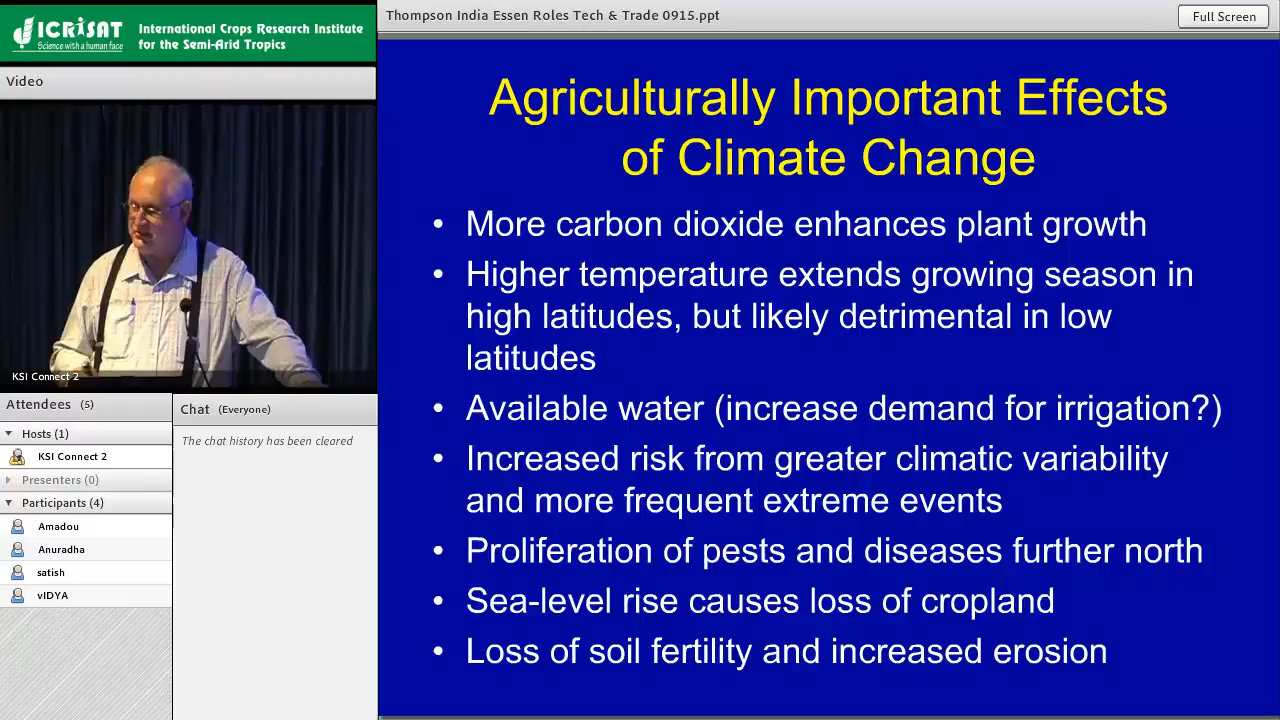 ICRISAT
Science with a human face
International Crops Research Institute
for the Semi-Arid Tropics
Thompson India Essen Roles Tech & Trade 0915.ppt
Full Screen
Video
KSI Connect 2
Attendees (5)
Hosts (1)
KSI Connect 2
Presenters (0)
Participants (4)
Amadou
Anuradha
satish
vIDYA
Chat (Everyone)
The chat history has been cleared
Agriculturally Important Effects
of Climate Change
• More carbon dioxide enhances plant growth
• Higher temperature extends growing season in
high latitudes, but likely detrimental in low
latitudes
• Available water (increase demand for irrigation?)
• Increased risk from greater climatic variability
and more frequent extreme events
• Proliferation of pests and diseases further north
• Sea-level rise causes loss of cropland
• Loss of soil fertility and increased erosion